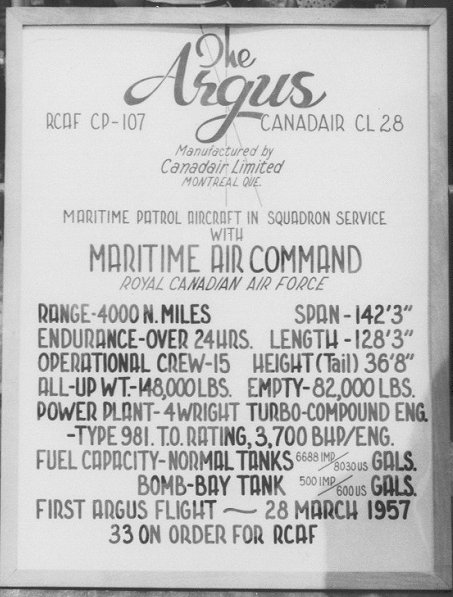 The
Argus
RCAF CP-107 CANADAIR CL 28
Manufactured by
Canadair Limited
MONTREAL QUE.
MARITIME PATROL AIRCRAFT IN SQUADRON SERVICE
WITH
MARITIME AIR COMMAND
ROYAL CANADIAN AIR FORCE
RANGE-4000 N. MILES SPAN-142'3"
ENDURANCE-OVER 24HRS. LENGTH-128'3"
OPERATIONAL CREW-15 HEIGHT (Tail) 36'8"
ALL-UP WT.-148,000 LBS. EMPTY-82,000 LBS.
POWER PLANT-4 WRIGHT TURBO-COMPOUND ENG.
-TYPE 981. T.O. RATING, 3,700 BHP/ENG.
FUEL CAPACITY-NORMAL TANKS 6688 IMP/8030 US GALS.
BOMB-BAY TANK 500 IMP/600 US GALS.
FIRST ARGUS FLIGHT ~ 28 MARCH 1957
33 ON ORDER FOR RCAF